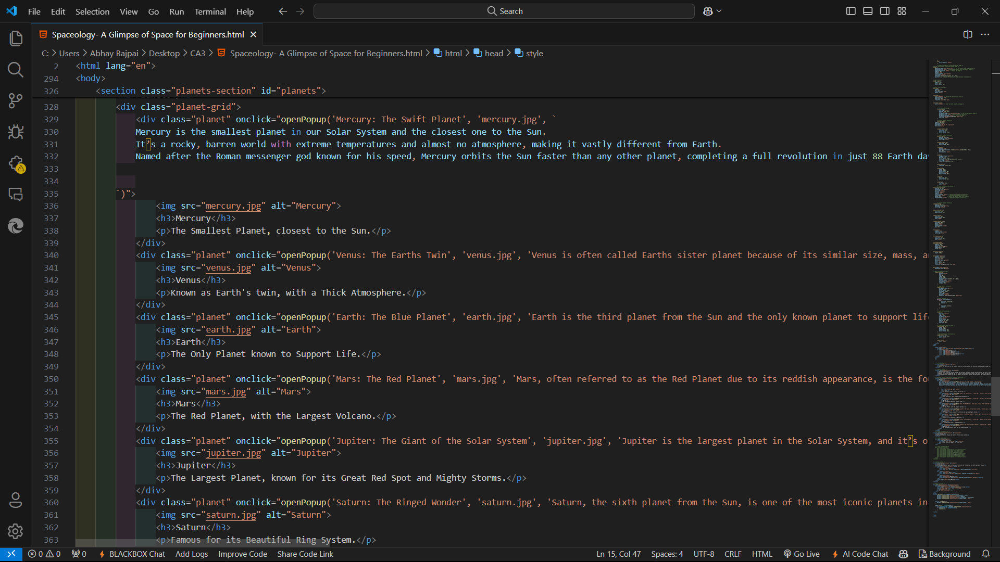 File Edit Selection View Go Run Terminal Help Search
Spaceology- A Glimpse of Space for Beginners.html
C: > Users > Abhay Bajpai > Desktop > CA3 > Spaceology- A Glimpse of Space for Beginners.html > html > head > style
2 <html lang="en">
294 <body>
326 <section class="planets-section" id="planets">
328 <div class="planet-grid">
329 <div class="planet" onclick="openPopup('Mercury: The Swift Planet', 'mercury.jpg', `
330 Mercury is the smallest planet in our Solar System and the closest one to the Sun.
331 It’s a rocky, barren world with extreme temperatures and almost no atmosphere, making it vastly different from Earth.
332 Named after the Roman messenger god known for his speed, Mercury orbits the Sun faster than any other planet, completing a full revolution in just 88 Earth da
333
334
335 `)">
336 <img src="mercury.jpg" alt="Mercury">
337 <h3>Mercury</h3>
338 <p>The Smallest Planet, closest to the Sun.</p>
339 </div>
340 <div class="planet" onclick="openPopup('Venus: The Earths Twin', 'venus.jpg', 'Venus is often called Earths sister planet because of its similar size, mass, a
341 <img src="venus.jpg" alt="Venus">
342 <h3>Venus</h3>
343 <p>Known as Earth's twin, with a Thick Atmosphere.</p>
344 </div>
345 <div class="planet" onclick="openPopup('Earth: The Blue Planet', 'earth.jpg', 'Earth is the third planet from the Sun and the only known planet to support lif
346 <img src="earth.jpg" alt="Earth">
347 <h3>Earth</h3>
348 <p>The Only Planet known to Support Life.</p>
349 </div>
350 <div class="planet" onclick="openPopup('Mars: The Red Planet', 'mars.jpg', 'Mars, often referred to as the Red Planet due to its reddish appearance, is the fo
351 <img src="mars.jpg" alt="Mars">
352 <h3>Mars</h3>
353 <p>The Red Planet, with the Largest Volcano.</p>
354 </div>
355 <div class="planet" onclick="openPopup('Jupiter: The Giant of the Solar System', 'jupiter.jpg', 'Jupiter is the largest planet in the Solar System, and it’s o
356 <img src="jupiter.jpg" alt="Jupiter">
357 <h3>Jupiter</h3>
358 <p>The Largest Planet, known for its Great Red Spot and Mighty Storms.</p>
359 </div>
360 <div class="planet" onclick="openPopup('Saturn: The Ringed Wonder', 'saturn.jpg', 'Saturn, the sixth planet from the Sun, is one of the most iconic planets in
361 <img src="saturn.jpg" alt="Saturn">
362 <h3>Saturn</h3>
363 <p>Famous for its Beautiful Ring System.</p>
0 0 0 BLACKBOX Chat Add Logs Improve Code Share Code Link Ln 15, Col 47 Spaces: 4 UTF-8 CRLF HTML Go Live AI Code Chat Background